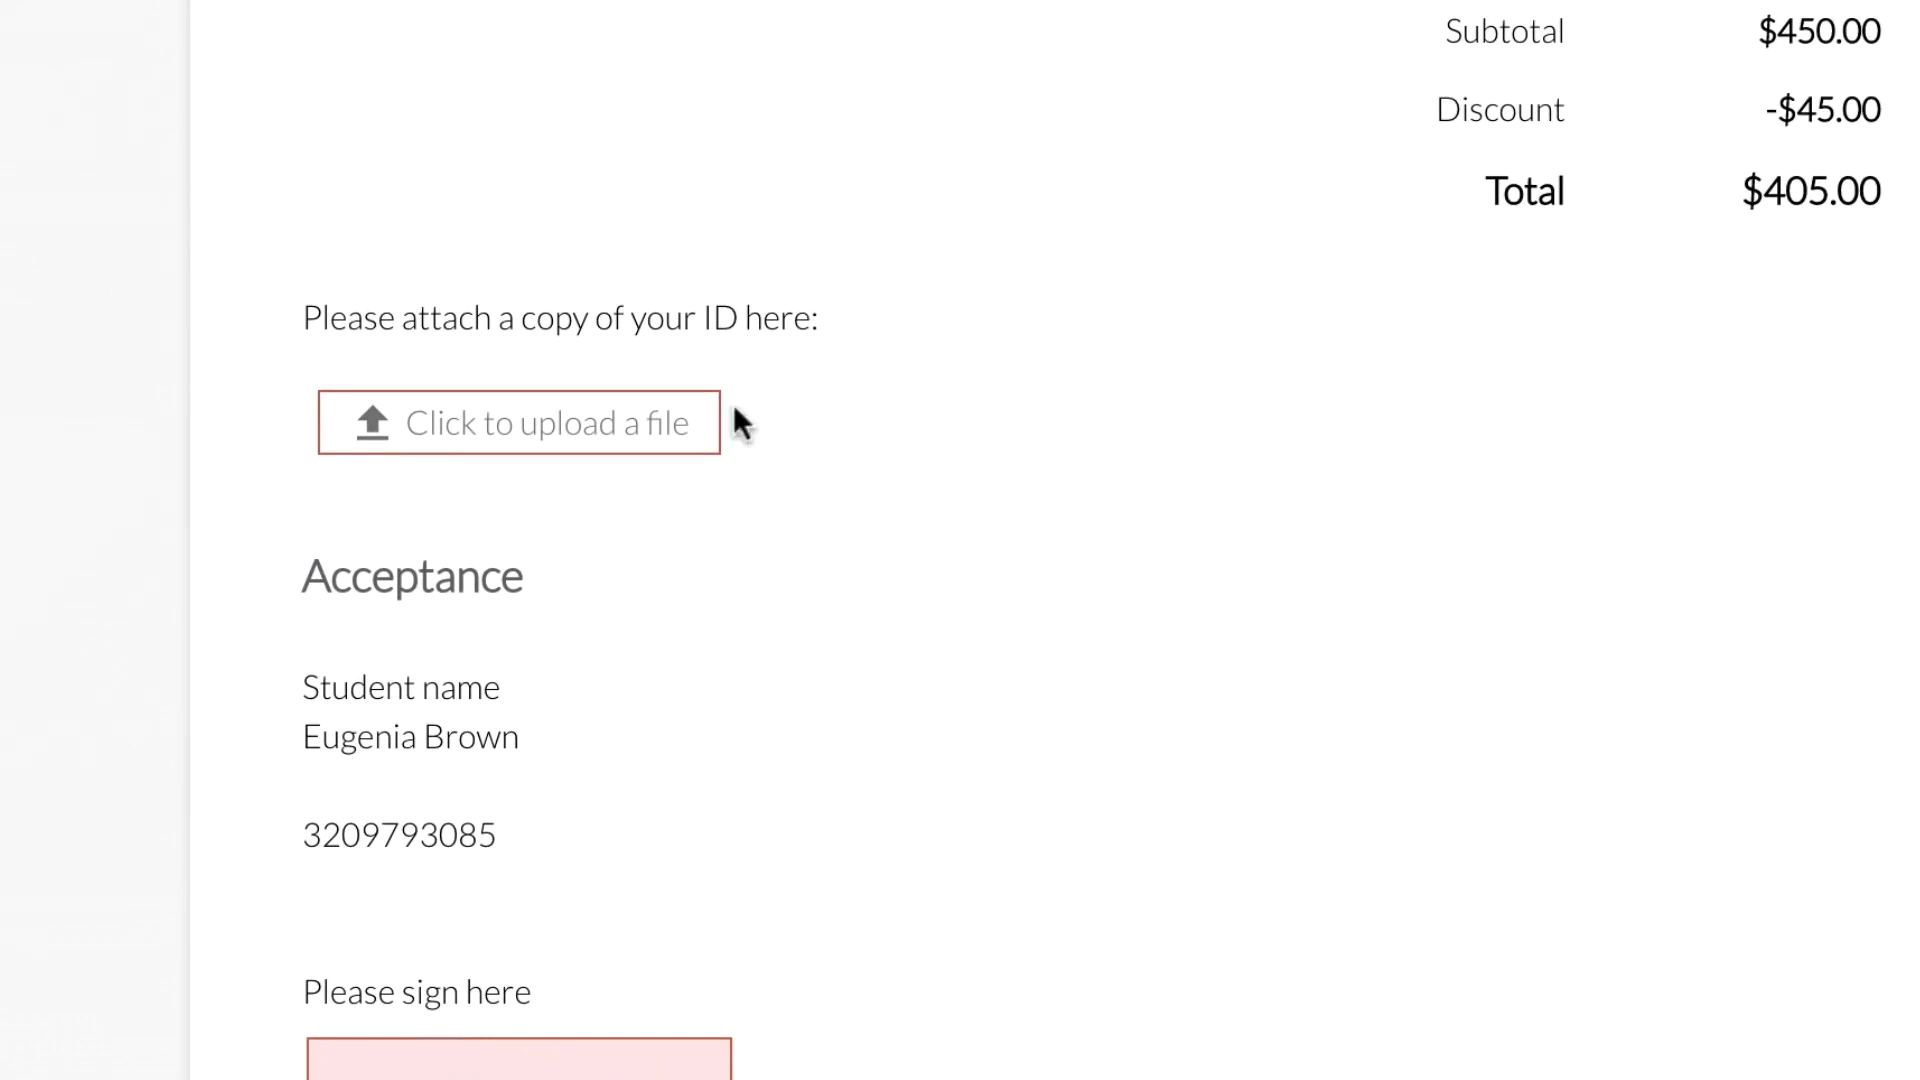 Subtotal $450.00
Discount -$45.00
Total $405.00
Please attach a copy of your ID here:
Click to upload a file
Acceptance
Student name
Eugenia Brown
3209793085
Please sign here